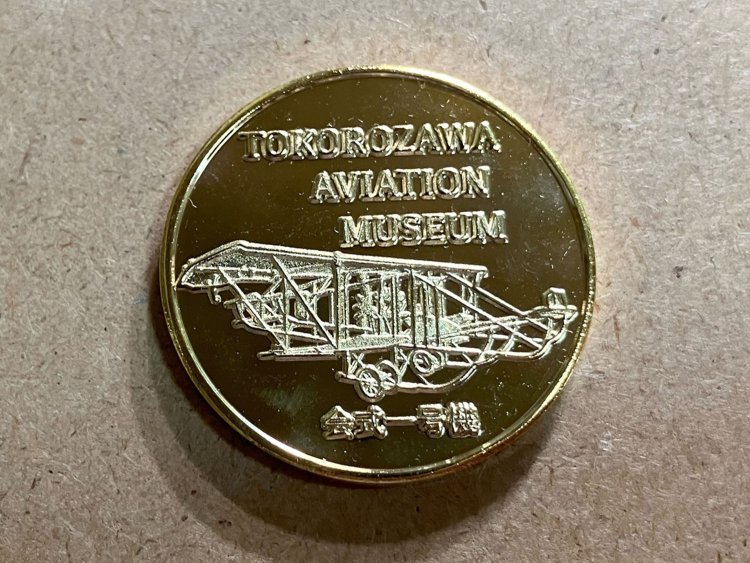 TOKOROZAWA
AVIATION
MUSEUM
会式一号機